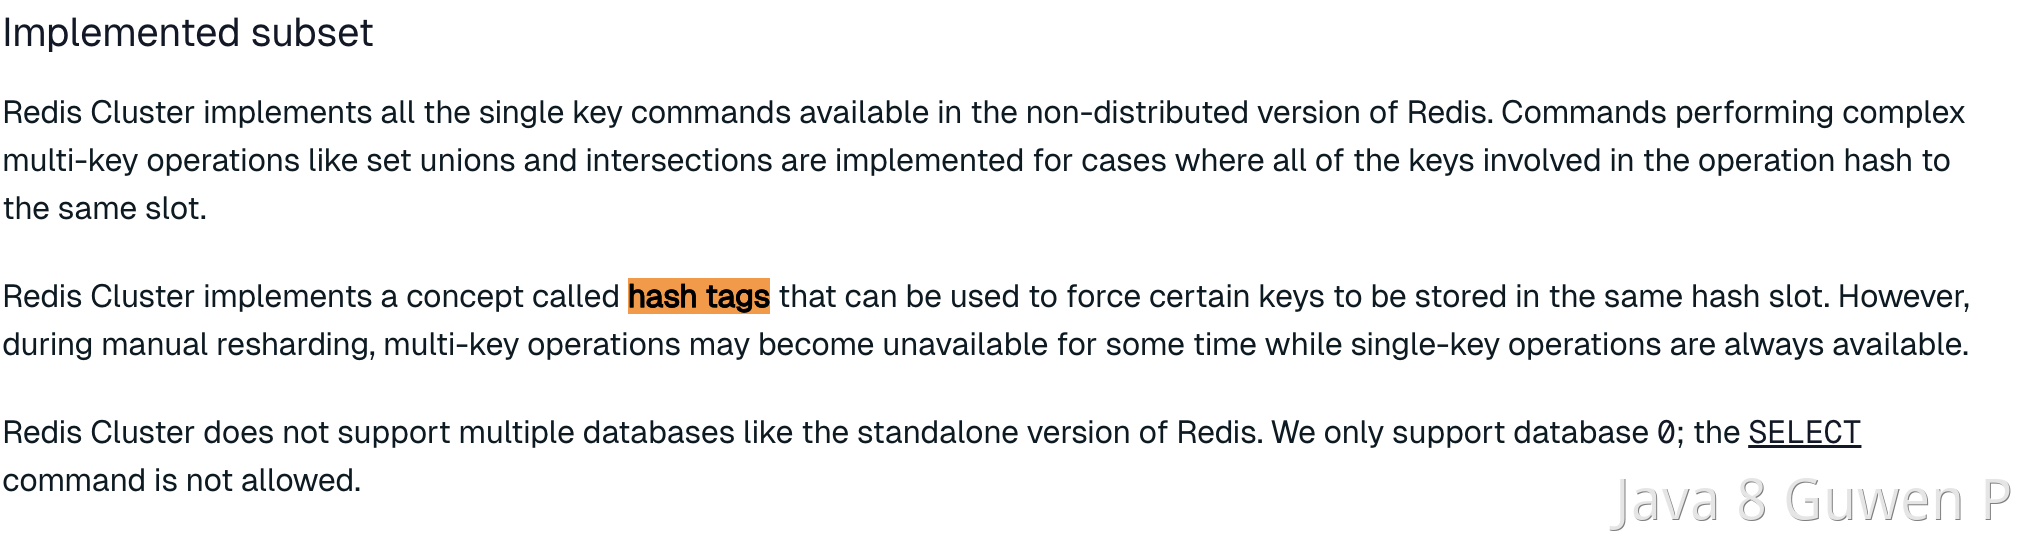 Implemented subset
Redis Cluster implements all the single key commands available in the non-distributed version of Redis. Commands performing complex
multi-key operations like set unions and intersections are implemented for cases where all of the keys involved in the operation hash to
the same slot.
Redis Cluster implements a concept called hash tags that can be used to force certain keys to be stored in the same hash slot. However,
during manual resharding, multi-key operations may become unavailable for some time while single-key operations are always available.
Redis Cluster does not support multiple databases like the standalone version of Redis. We only support database 0; the SELECT
command is not allowed.
Java 8 Guwen P